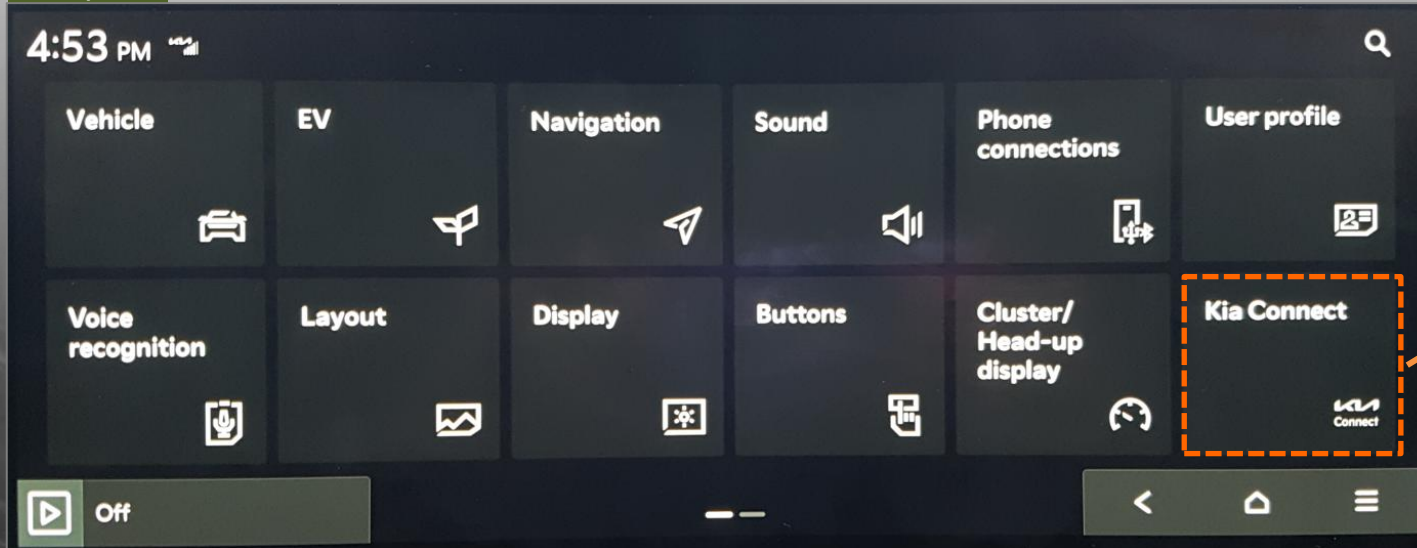 4:53 PM
Vehicle
EV
Navigation
Sound
Phone
connections
User profile
Voice
recognition
Layout
Display
Buttons
Cluster/
Head-up
display
Kia Connect
KIA
Connect
Off